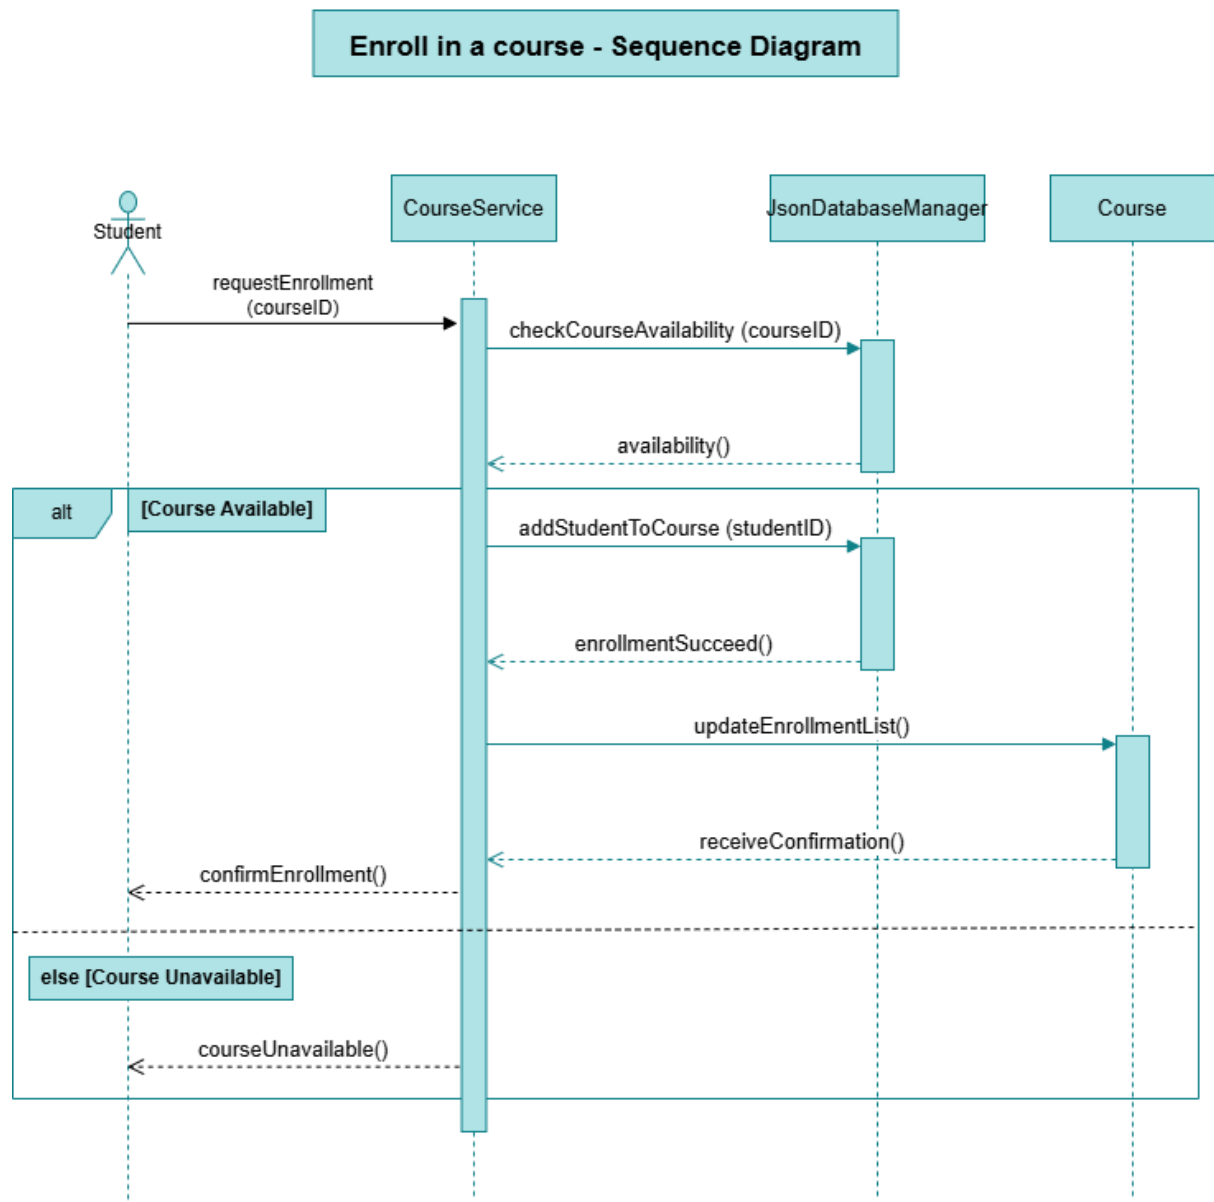 Enroll in a course - Sequence Diagram
Student
CourseService
JsonDatabaseManager
Course
requestEnrollment
(courseID)
checkCourseAvailability (courseID)
availability()
alt
[Course Available]
addStudentToCourse (studentID)
enrollmentSucceed()
updateEnrollmentList()
receiveConfirmation()
confirmEnrollment()
else [Course Unavailable]
courseUnavailable()